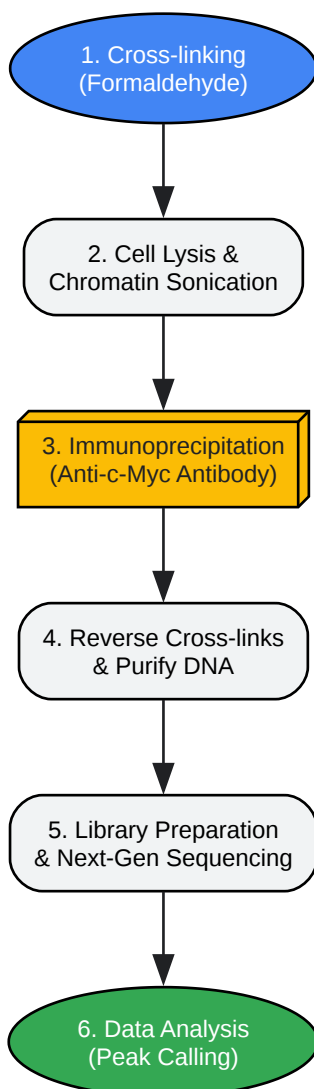 1. Cross-linking
(Formaldehyde)
2. Cell Lysis &
Chromatin Sonication
3. Immunoprecipitation
(Anti-c-Myc Antibody)
4. Reverse Cross-links
& Purify DNA
5. Library Preparation
& Next-Gen Sequencing
6. Data Analysis
(Peak Calling)